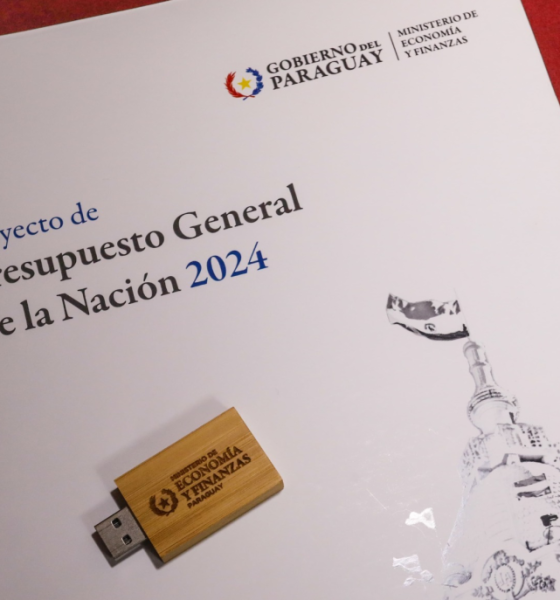 GOBIERNO DEL
PARAGUAY
MINISTERIO DE
ECONOMÍA
Y FINANZAS
yecto de
resupuesto General
e la Nación 2024
MINISTERIO DE
ECONOMÍA
Y FINANZAS
PARAGUAY